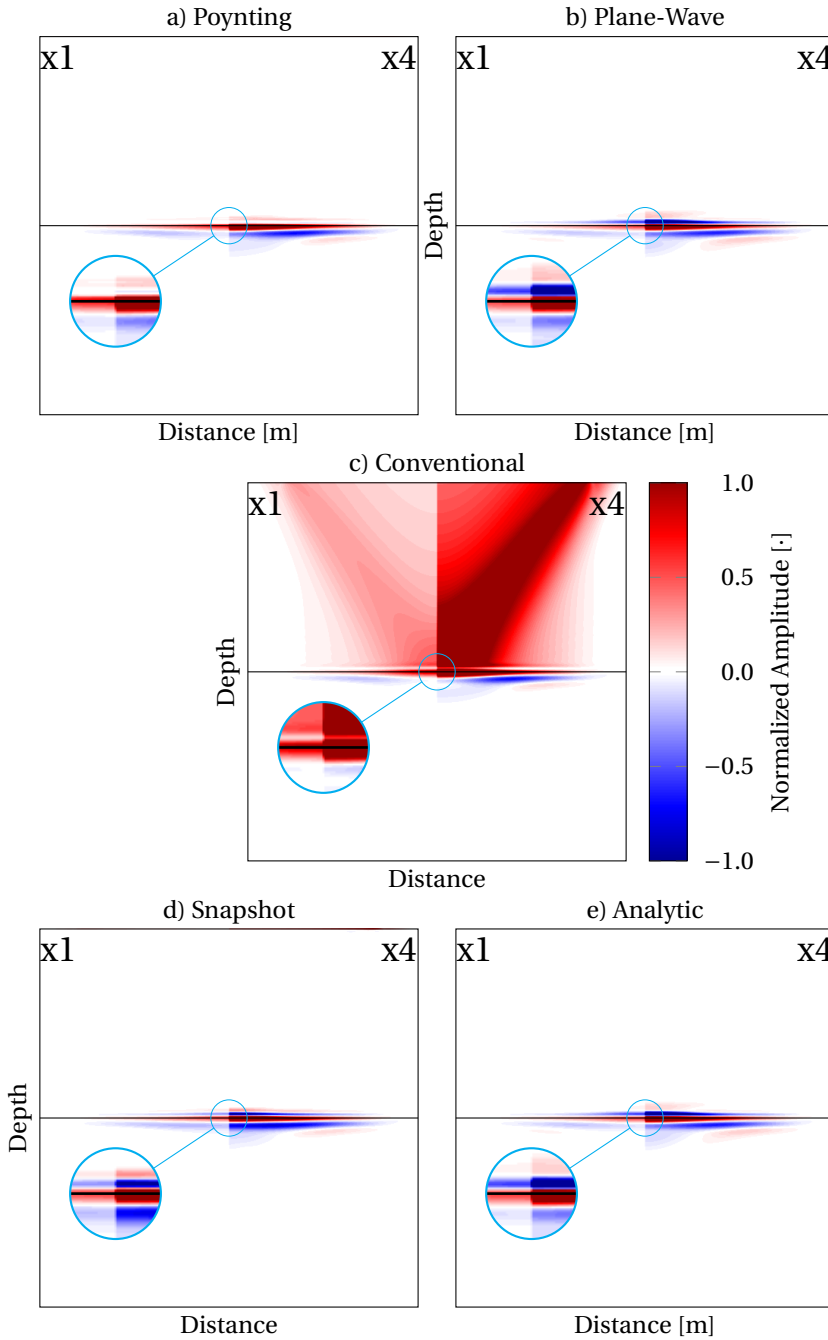 a) Poynting
x1 x4
Distance [m]
b) Plane-Wave
x1 x4
Depth
Distance [m]
c) Conventional
x1 x4
Depth
Distance
1.0
0.5
0.0
−0.5
−1.0
Normalized Amplitude [·]
d) Snapshot
x1 x4
Depth
Distance
e) Analytic
x1 x4
Distance [m]